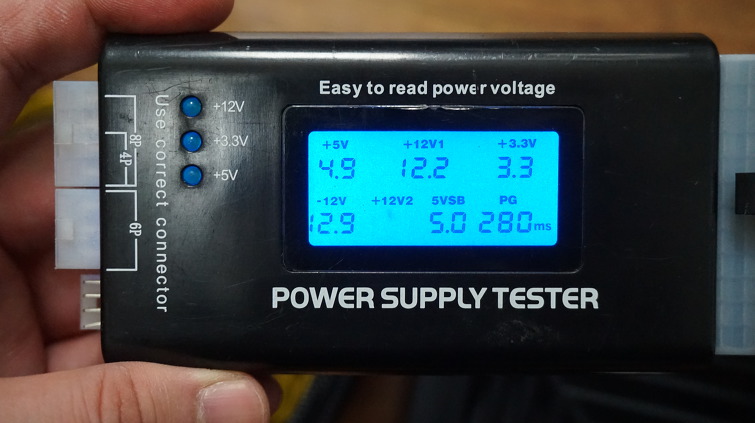 Easy to read power voltage
+12V
+3.3V
+5V
Use correct connector
8P
4P
6P
+5V +12V1 +3.3V
4.9 12.2 3.3
-12V +12V2 5VSB PG
12.9 5.0 280ms
POWER SUPPLY TESTER